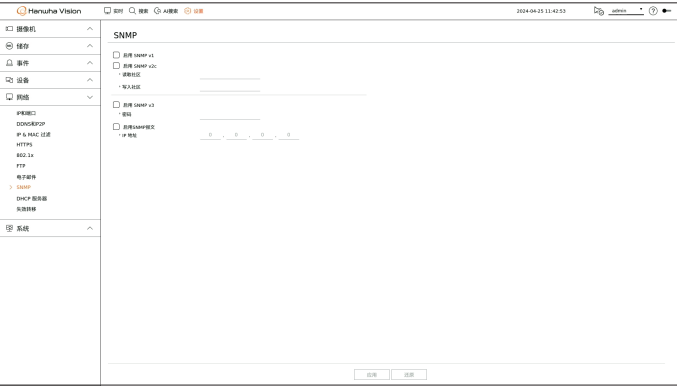 Hanwha Vision 实时 搜索 AI搜索 设置 2024-04-25 11:42:53 admin
摄像机
储存
事件
设备
网络
IP和端口
DDNS和P2P
IP & MAC 过滤
HTTPS
802.1x
FTP
电子邮件
SNMP
DHCP 服务器
失效转移
系统
SNMP
启用 SNMP v1
启用 SNMP v2c
读取社区
写入社区
启用 SNMP v3
密码
启用SNMP侧文
IP 地址 0 . 0 . 0 . 0
应用 还原